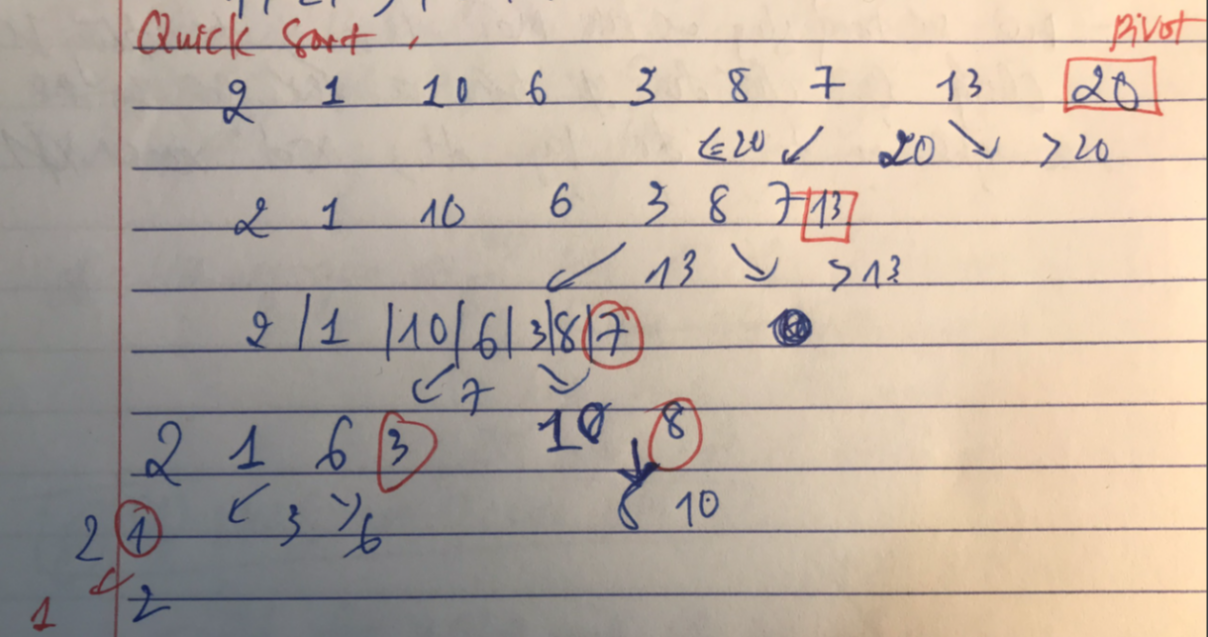 Quick Sort. pivot
2 1 10 6 3 8 7 13 20
≤20 ↙ 20 ↘ >20
2 1 10 6 3 8 7 13
↙ 13 ↘ >13
2 | 1 | 10 | 6 | 3 | 8 | 7
↙ 7 ↘
2 1 6 3 10 8
↙ 3 ↘ 6 ↓ 8 10
2 1
↙
1 2